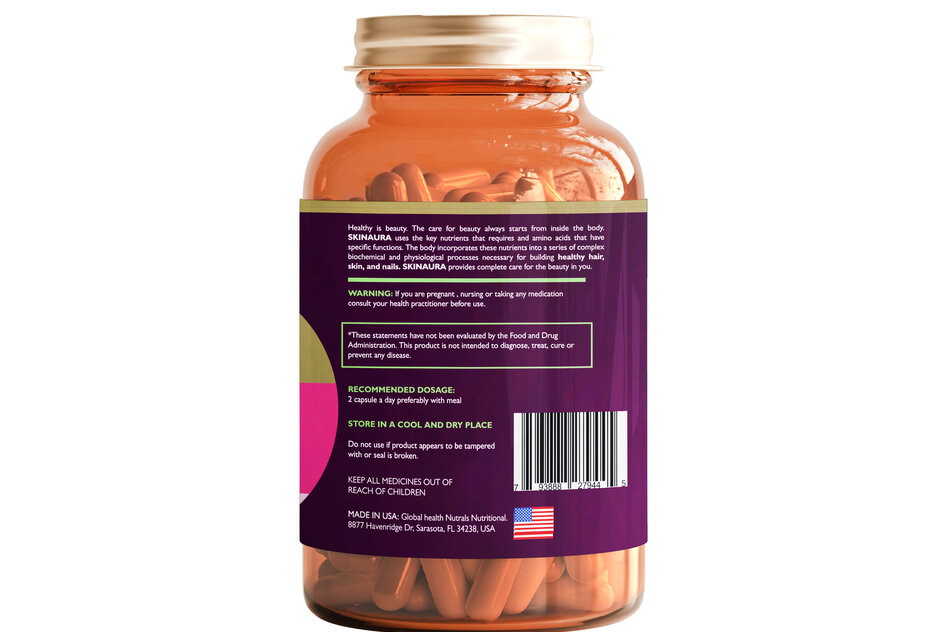 Healthy is beauty. The care for beauty always starts from inside the body.
SKINAURA uses the key nutrients that requires and amino acids that have
specific functions. The body incorporates these nutrients into a series of complex
biochemical and physiological processes necessary for building healthy hair,
skin, and nails. SKINAURA provides complete care for the beauty in you.
WARNING: If you are pregnant , nursing or taking any medication
consult your health practitioner before use.
*These statements have not been evaluated by the Food and Drug
Administration. This product is not intended to diagnose, treat, cure or
prevent any disease.
RECOMMENDED DOSAGE:
2 capsule a day preferably with meal
STORE IN A COOL AND DRY PLACE
Do not use if product appears to be tampered
with or seal is broken.
7 93888 27944 5
KEEP ALL MEDICINES OUT OF
REACH OF CHILDREN
MADE IN USA: Global health Nutrals Nutritional.
8877 Havenridge Dr, Sarasota, FL 34238, USA